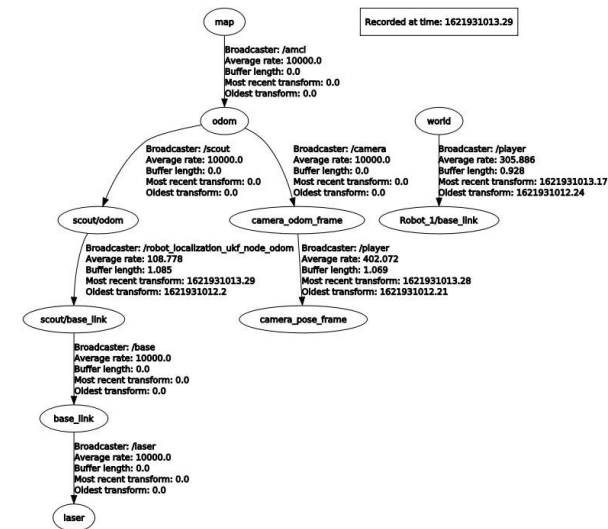 map
Recorded at time: 1621931013.29
Broadcaster: /amcl
Average rate: 10000.0
Buffer length: 0.0
Most recent transform: 0.0
Oldest transform: 0.0
odom
world
Broadcaster: /scout
Average rate: 10000.0
Buffer length: 0.0
Most recent transform: 0.0
Oldest transform: 0.0
Broadcaster: /camera
Average rate: 10000.0
Buffer length: 0.0
Most recent transform: 0.0
Oldest transform: 0.0
Broadcaster: /player
Average rate: 305.886
Buffer length: 0.928
Most recent transform: 1621931013.17
Oldest transform: 1621931012.24
scout/odom
camera_odom_frame
Robot_1/base_link
Broadcaster: /robot_localization_ukf_node_odom
Average rate: 108.778
Buffer length: 1.085
Most recent transform: 1621931013.29
Oldest transform: 1621931012.2
Broadcaster: /player
Average rate: 402.072
Buffer length: 1.069
Most recent transform: 1621931013.28
Oldest transform: 1621931012.21
scout/base_link
camera_pose_frame
Broadcaster: /base
Average rate: 10000.0
Buffer length: 0.0
Most recent transform: 0.0
Oldest transform: 0.0
base_link
Broadcaster: /laser
Average rate: 10000.0
Buffer length: 0.0
Most recent transform: 0.0
Oldest transform: 0.0
laser